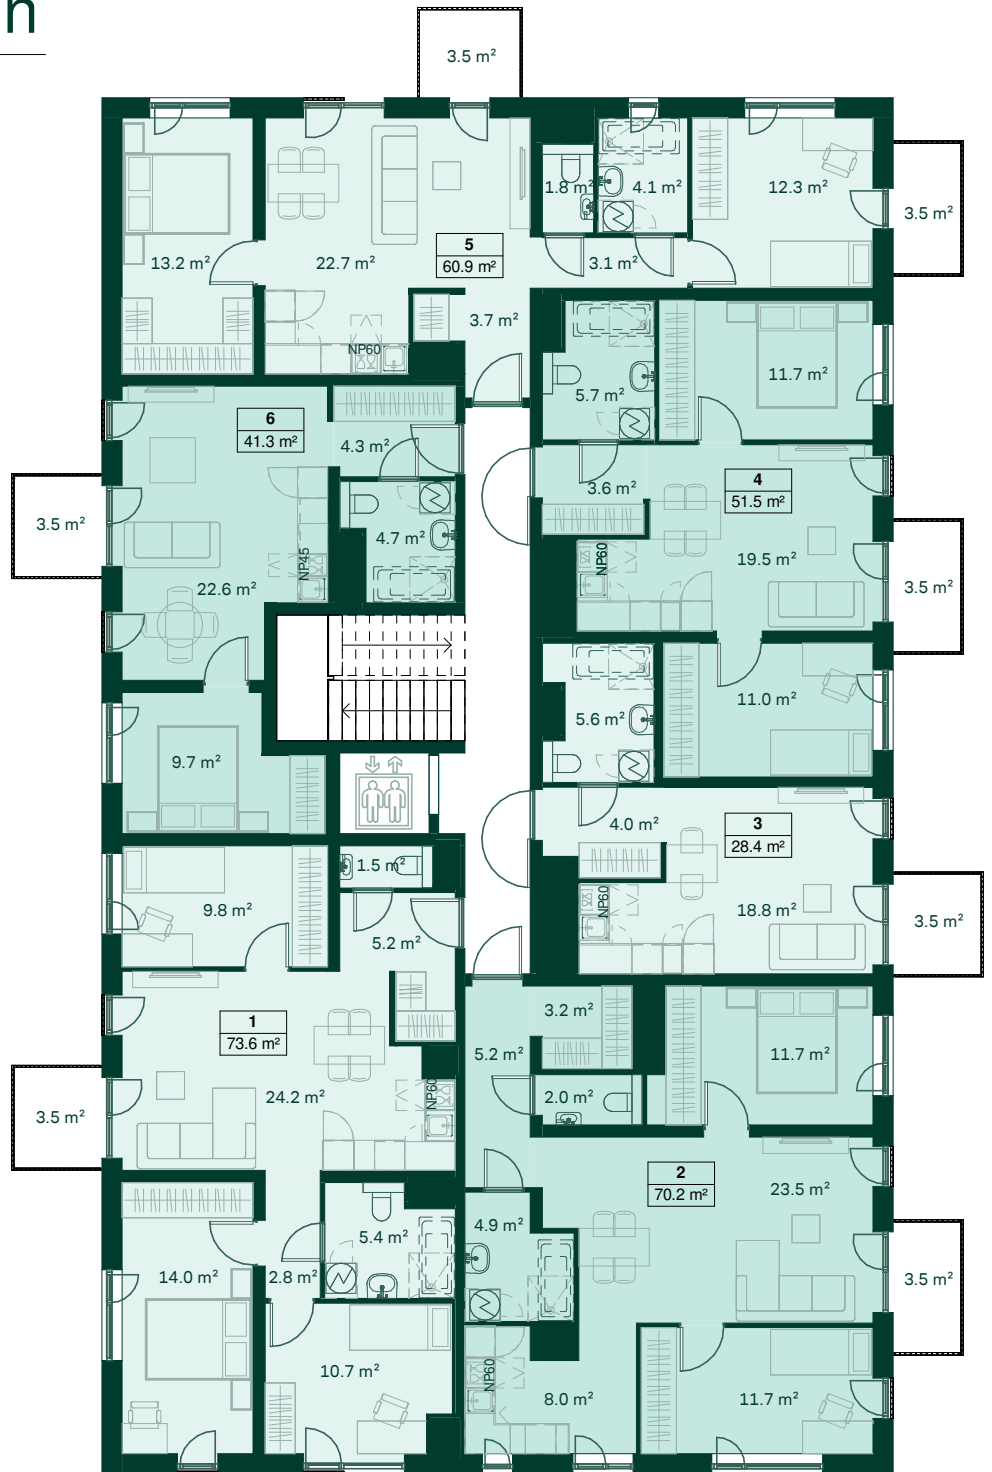 n
3.5 m²
1.8 m²
4.1 m²
12.3 m²
3.5 m²
5
60.9 m²
13.2 m²
22.7 m²
3.1 m²
3.7 m²
NP60
11.7 m²
5.7 m²
6
41.3 m²
4.3 m²
4
51.5 m²
3.6 m²
3.5 m²
4.7 m²
NP45
NP60
19.5 m²
22.6 m²
3.5 m²
11.0 m²
5.6 m²
9.7 m²
4.0 m²
3
28.4 m²
1.5 m²
9.8 m²
NP60
18.8 m²
3.5 m²
5.2 m²
3.2 m²
1
73.6 m²
5.2 m²
11.7 m²
24.2 m²
NP60
2.0 m²
3.5 m²
2
70.2 m²
23.5 m²
4.9 m²
5.4 m²
14.0 m²
2.8 m²
3.5 m²
10.7 m²
NP60
8.0 m²
11.7 m²